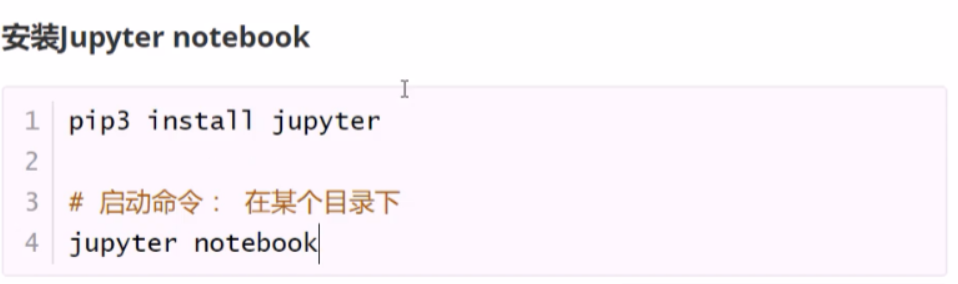 安装Jupyter notebook
1 pip3 install jupyter
2
3 # 启动命令： 在某个目录下
4 jupyter notebook